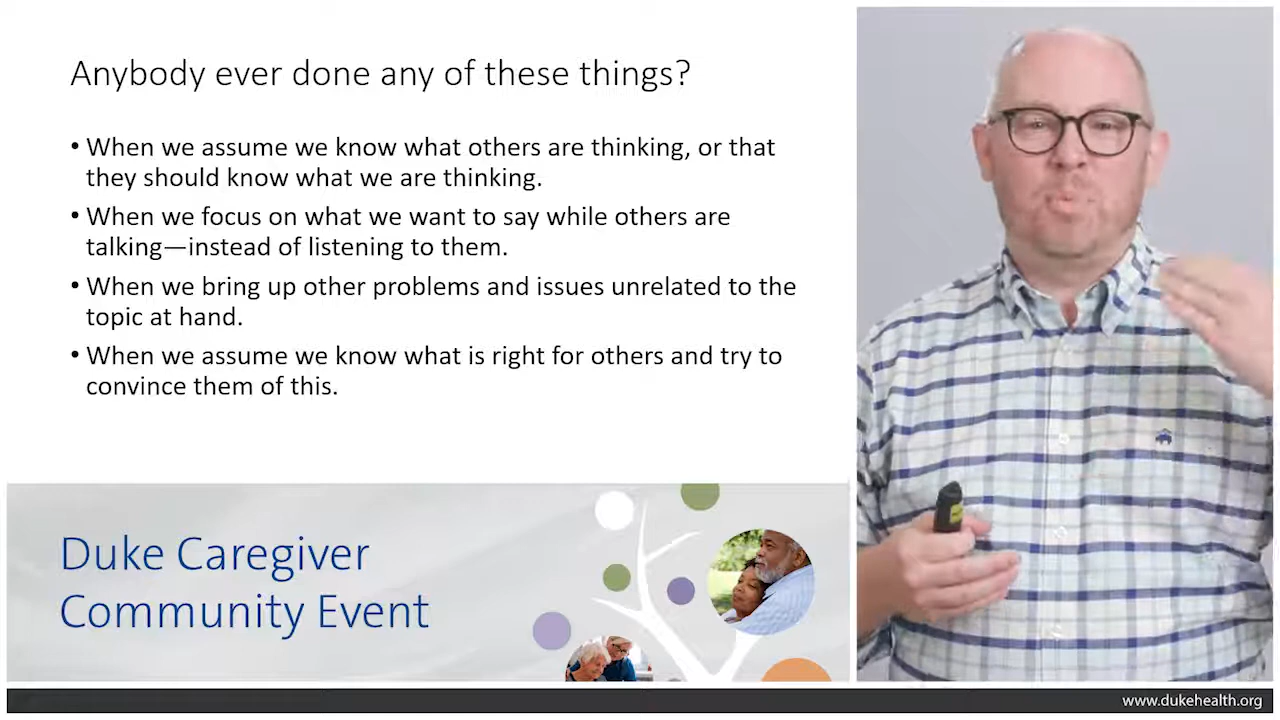 Anybody ever done any of these things?
• When we assume we know what others are thinking, or that
they should know what we are thinking.
• When we focus on what we want to say while others are
talking—instead of listening to them.
• When we bring up other problems and issues unrelated to the
topic at hand.
• When we assume we know what is right for others and try to
convince them of this.
Duke Caregiver
Community Event
www.dukehealth.org